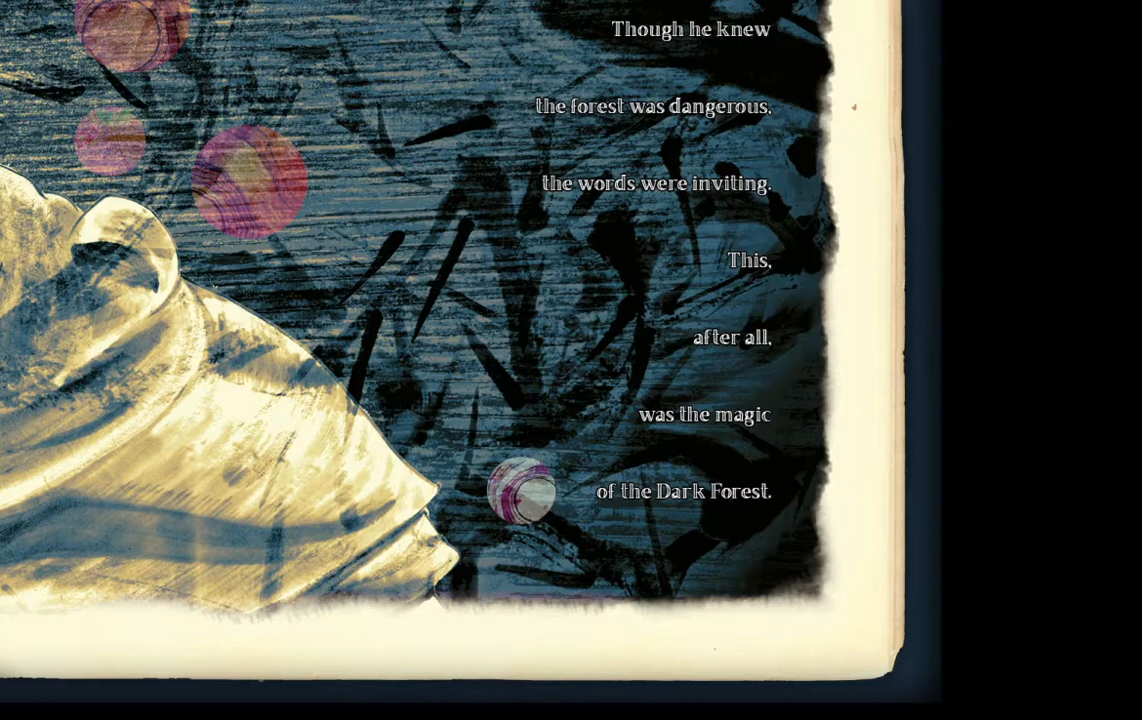 Though he knew
the forest was dangerous,
the words were inviting.
This,
after all,
was the magic
of the Dark Forest.